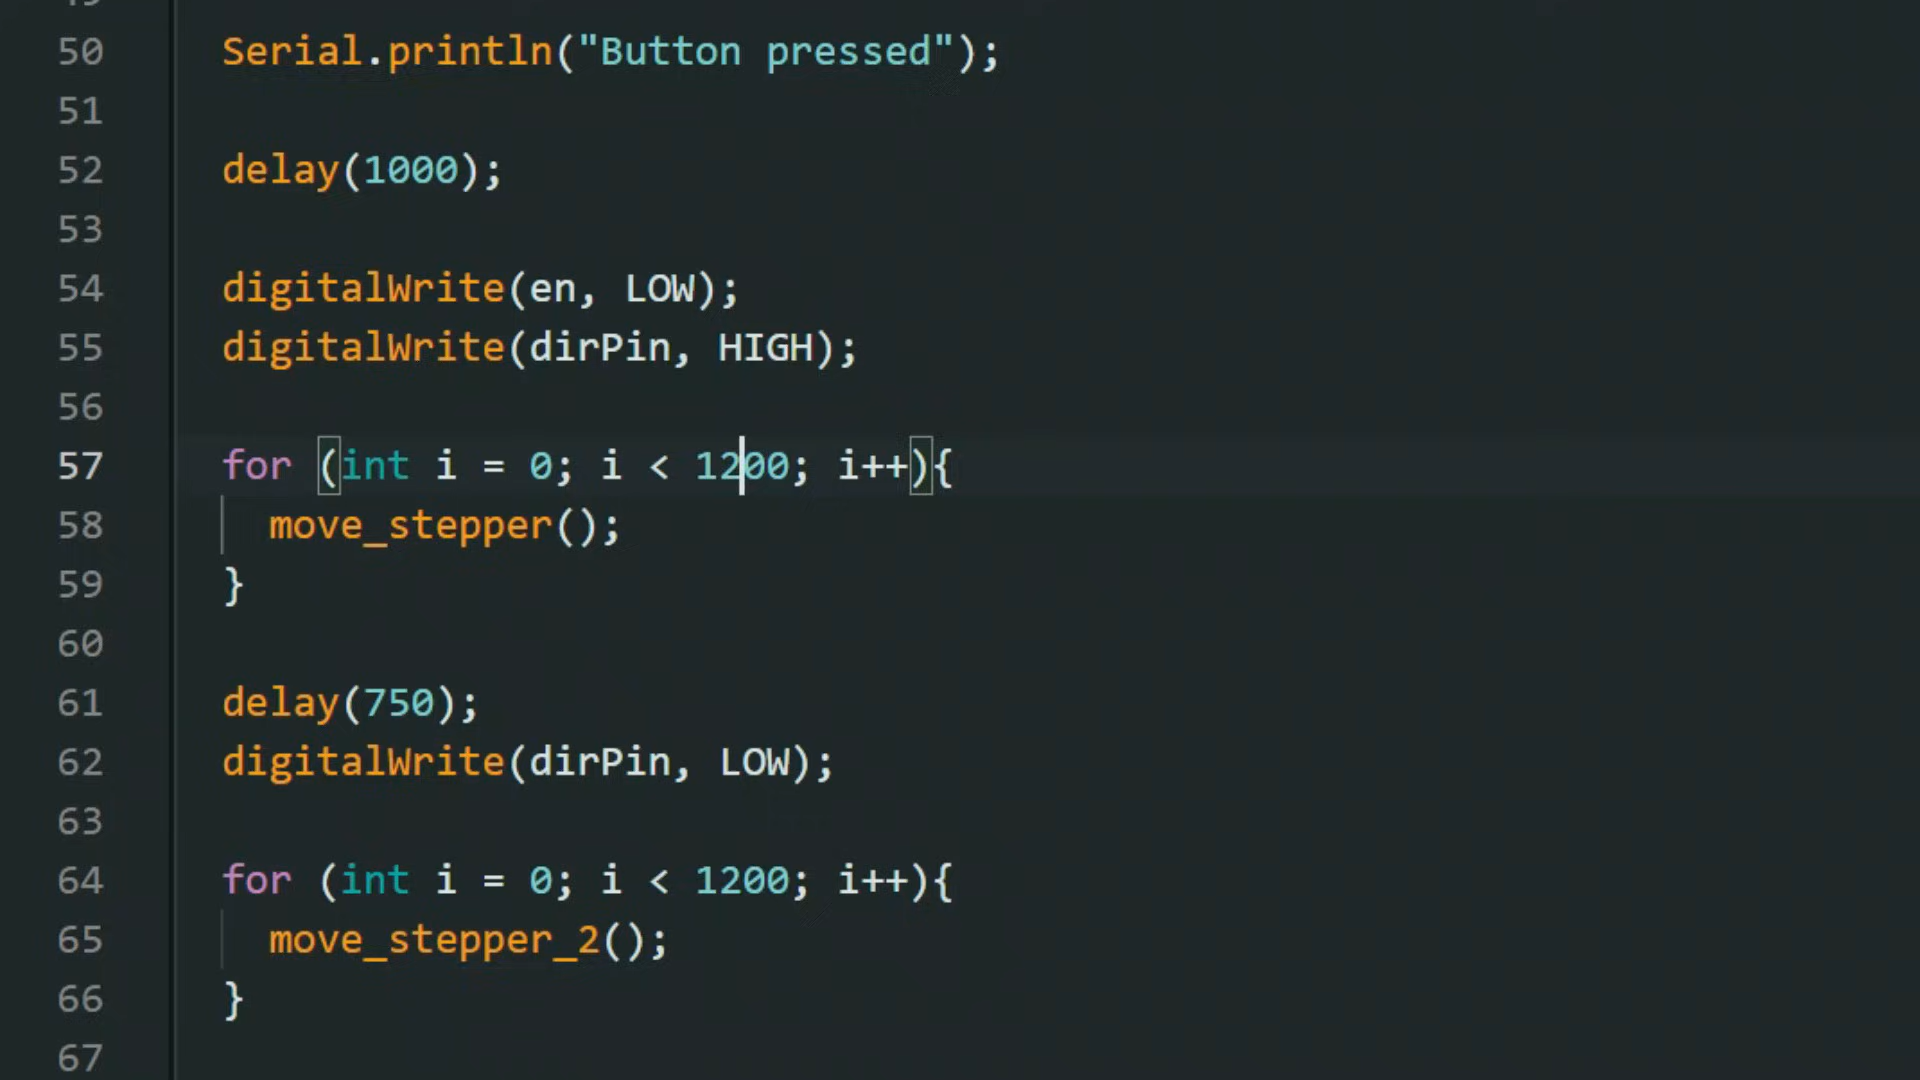 50 Serial.println("Button pressed");
51
52 delay(1000);
53
54 digitalWrite(en, LOW);
55 digitalWrite(dirPin, HIGH);
56
57 for (int i = 0; i < 1200; i++){
58 move_stepper();
59 }
60
61 delay(750);
62 digitalWrite(dirPin, LOW);
63
64 for (int i = 0; i < 1200; i++){
65 move_stepper_2();
66 }
67